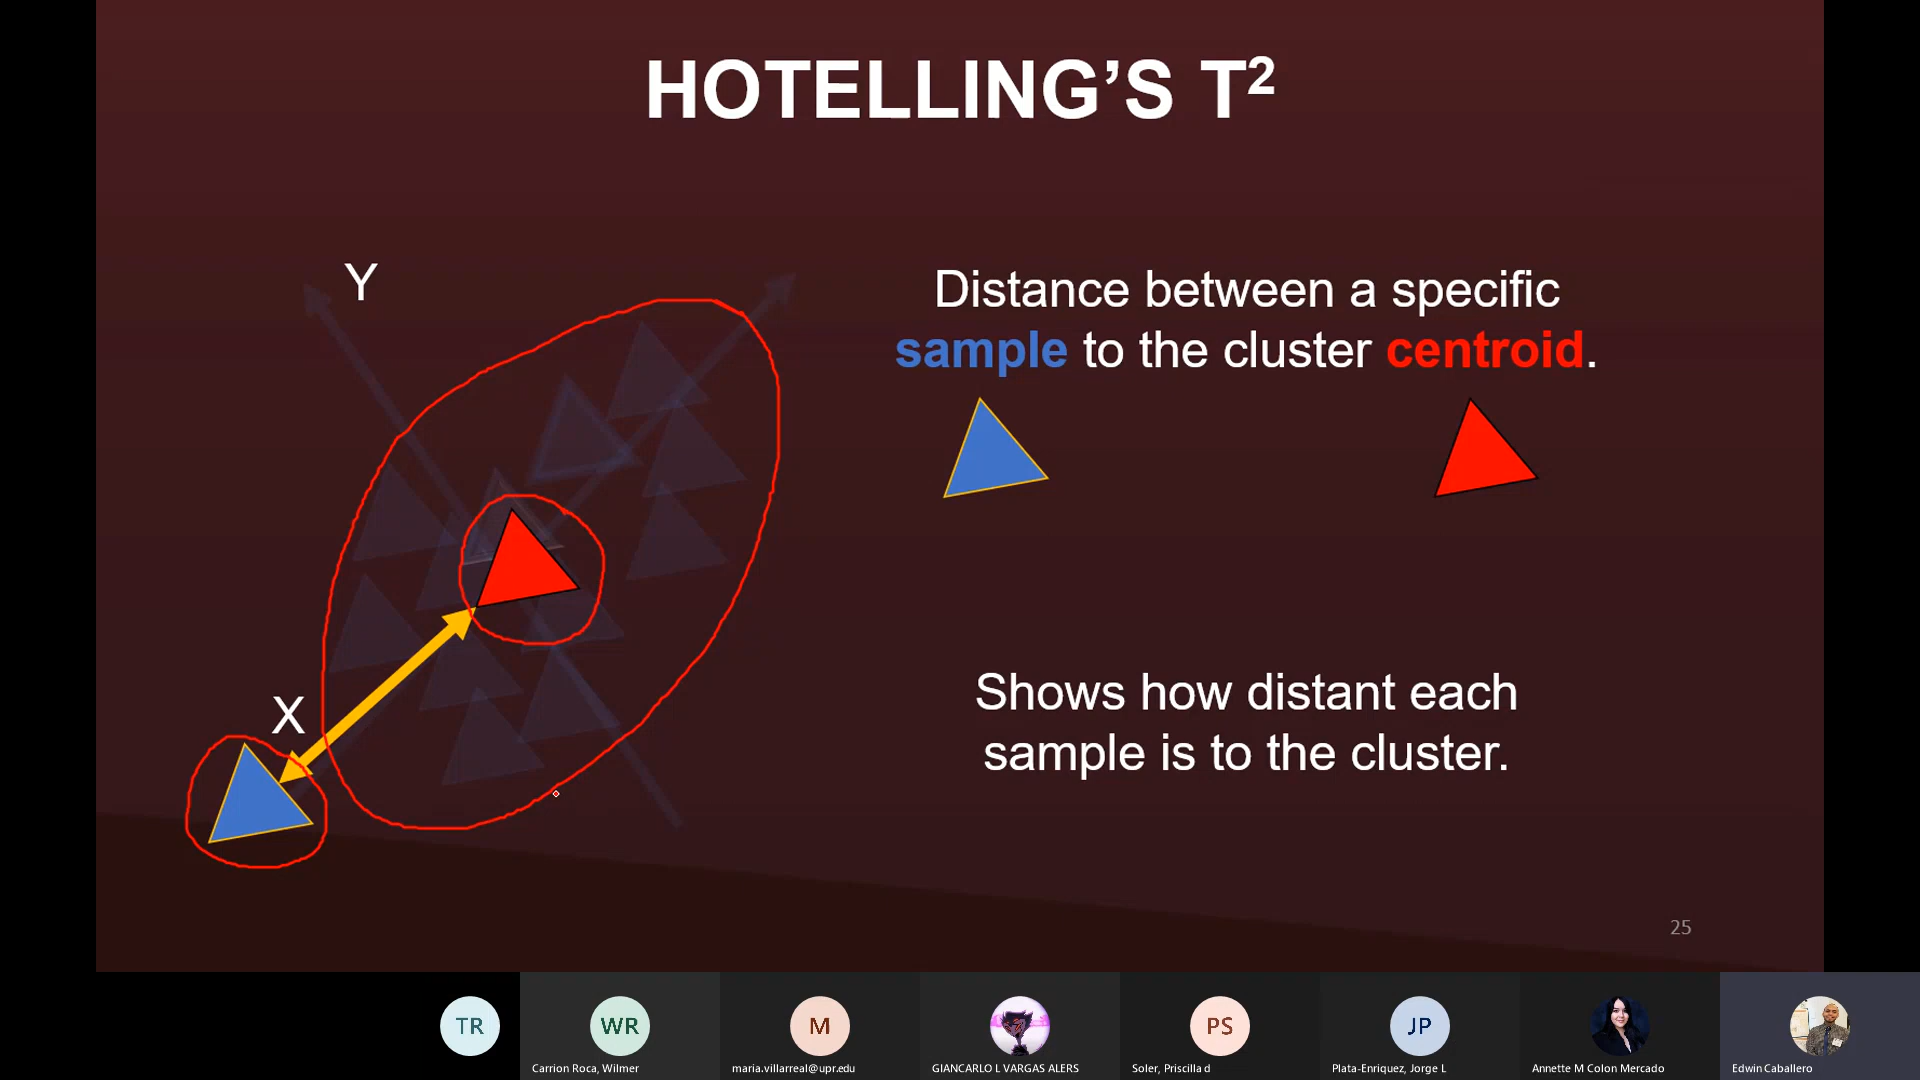 HOTELLING’S T²
Y
Distance between a specific
sample to the cluster centroid.
X
Shows how distant each
sample is to the cluster.
25
TR
WR
M
PS
JP
Carrion Roca, Wilmer
maria.villarreal@upr.edu
GIANCARLO L VARGAS ALERS
Soler, Priscilla d
Plata-Enriquez, Jorge L
Annette M Colon Mercado
Edwin Caballero